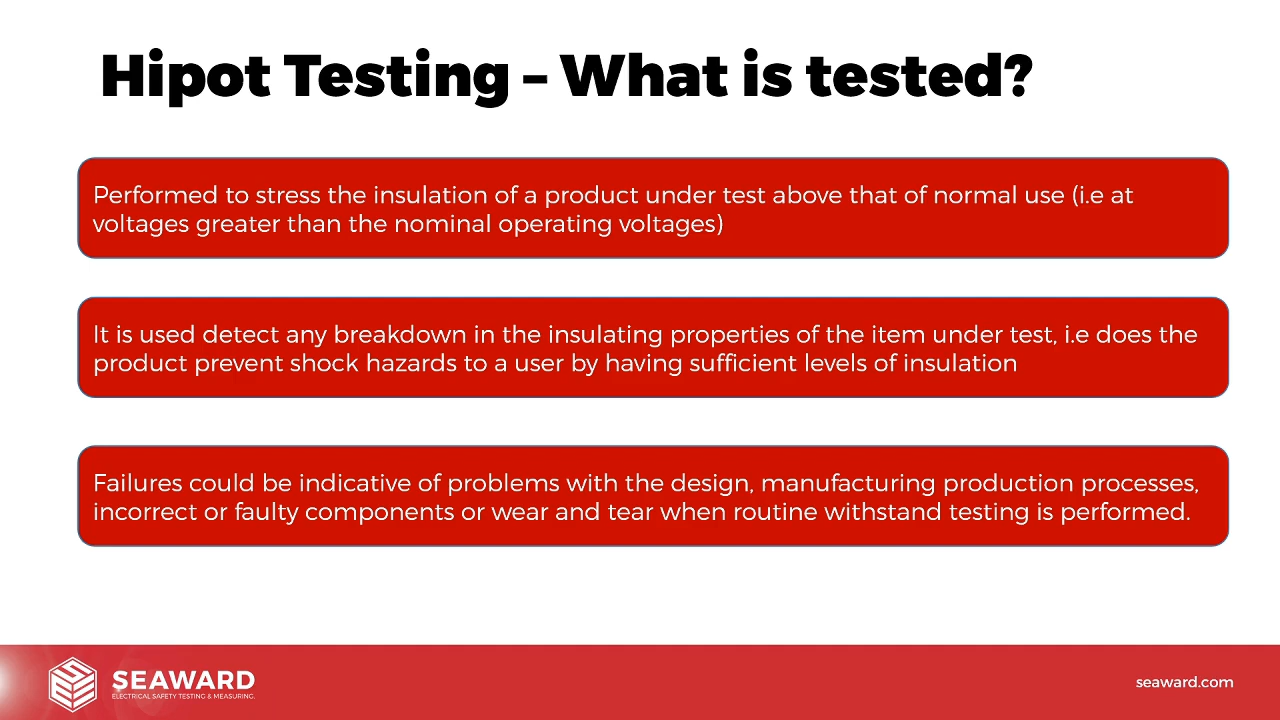 Hipot Testing – What is tested?
Performed to stress the insulation of a product under test above that of normal use (i.e at
voltages greater than the nominal operating voltages)
It is used detect any breakdown in the insulating properties of the item under test, i.e does the
product prevent shock hazards to a user by having sufficient levels of insulation
Failures could be indicative of problems with the design, manufacturing production processes,
incorrect or faulty components or wear and tear when routine withstand testing is performed.
SEAWARD
ELECTRICAL SAFETY TESTING & MEASURING.
seaward.com